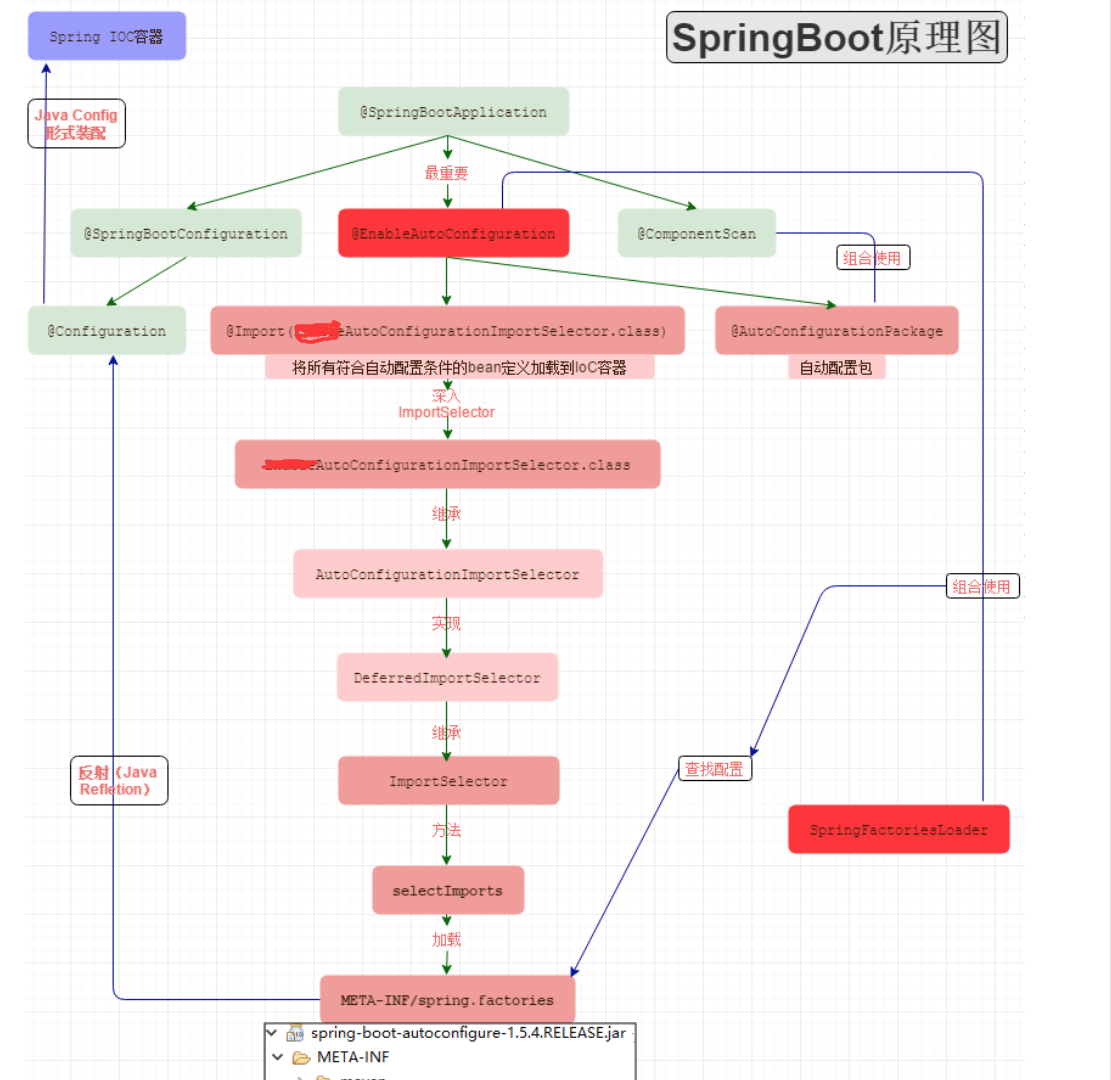 Spring IOC容器
SpringBoot原理图
Java Config
形式装配
@SpringBootApplication
最重要
@SpringBootConfiguration
@EnableAutoConfiguration
@ComponentScan
组合使用
@Configuration
@Import( eAutoConfigurationImportSelector.class)
@AutoConfigurationPackage
将所有符合自动配置条件的bean定义加载到IoC容器
自动配置包
深入
ImportSelector
AutoConfigurationImportSelector.class
继承
AutoConfigurationImportSelector
组合使用
实现
DeferredImportSelector
继承
反射（Java
Refletion）
查找配置
ImportSelector
SpringFactoriesLoader
方法
selectImports
加载
META-INF/spring.factories
spring-boot-autoconfigure-1.5.4.RELEASE.jar
META-INF